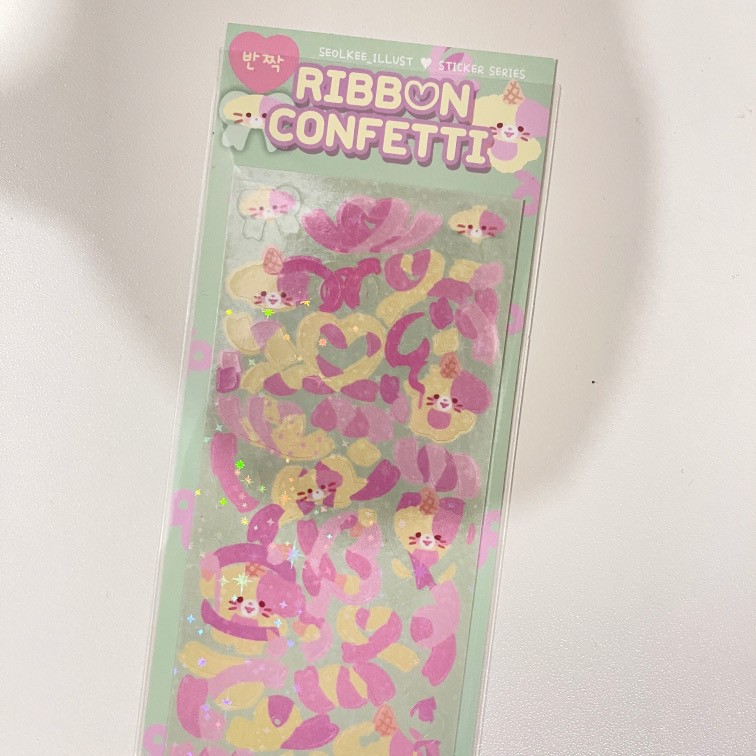 반짝
SEOLKEE_ILLUST ♥ STICKER SERIES
RIBBON
CONFETTI